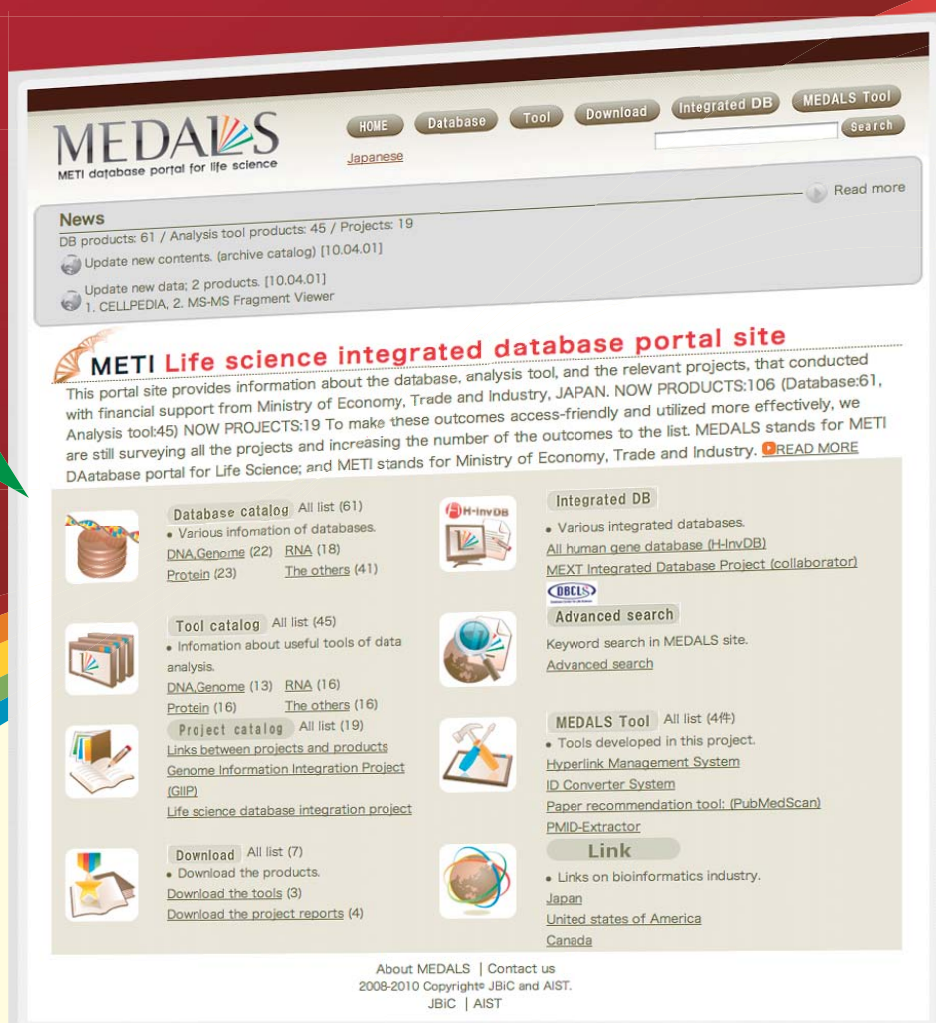 MEDALS
METI database portal for life science
HOME
Database
Tool
Download
Integrated DB
MEDALS Tool
Japanese
Search
News
Read more
DB products: 61 / Analysis tool products: 45 / Projects: 19
Update new contents. (archive catalog) [10.04.01]
Update new data; 2 products. [10.04.01]
1. CELLPEDIA, 2. MS-MS Fragment Viewer
METI Life science integrated database portal site
This portal site provides information about the database, analysis tool, and the relevant projects, that conducted
with financial support from Ministry of Economy, Trade and Industry, JAPAN. NOW PRODUCTS:106 (Database:61,
Analysis tool:45) NOW PROJECTS:19 To make these outcomes access-friendly and utilized more effectively, we
are still surveying all the projects and increasing the number of the outcomes to the list. MEDALS stands for METI
DAatabase portal for Life Science; and METI stands for Ministry of Economy, Trade and Industry. READ MORE
Database catalog All list (61)
• Various infomation of databases.
DNA,Genome (22) RNA (18)
Protein (23) The others (41)
Tool catalog All list (45)
• Infomation about useful tools of data
analysis.
DNA,Genome (13) RNA (16)
Protein (16) The others (16)
Project catalog All list (19)
Links between projects and products
Genome Information Integration Project
(GIIP)
Life science database integration project
Download All list (7)
• Download the products.
Download the tools (3)
Download the project reports (4)
H-InvDB
Integrated DB
• Various integrated databases.
All human gene database (H-InvDB)
MEXT Integrated Database Project (collaborator)
DBCLS
Advanced search
Keyword search in MEDALS site.
Advanced search
MEDALS Tool All list (4件)
• Tools developed in this project.
Hyperlink Management System
ID Converter System
Paper recommendation tool: (PubMedScan)
PMID-Extractor
Link
• Links on bioinformatics industry.
Japan
United states of America
Canada
About MEDALS | Contact us
2008-2010 Copyright© JBiC and AIST.
JBiC | AIST